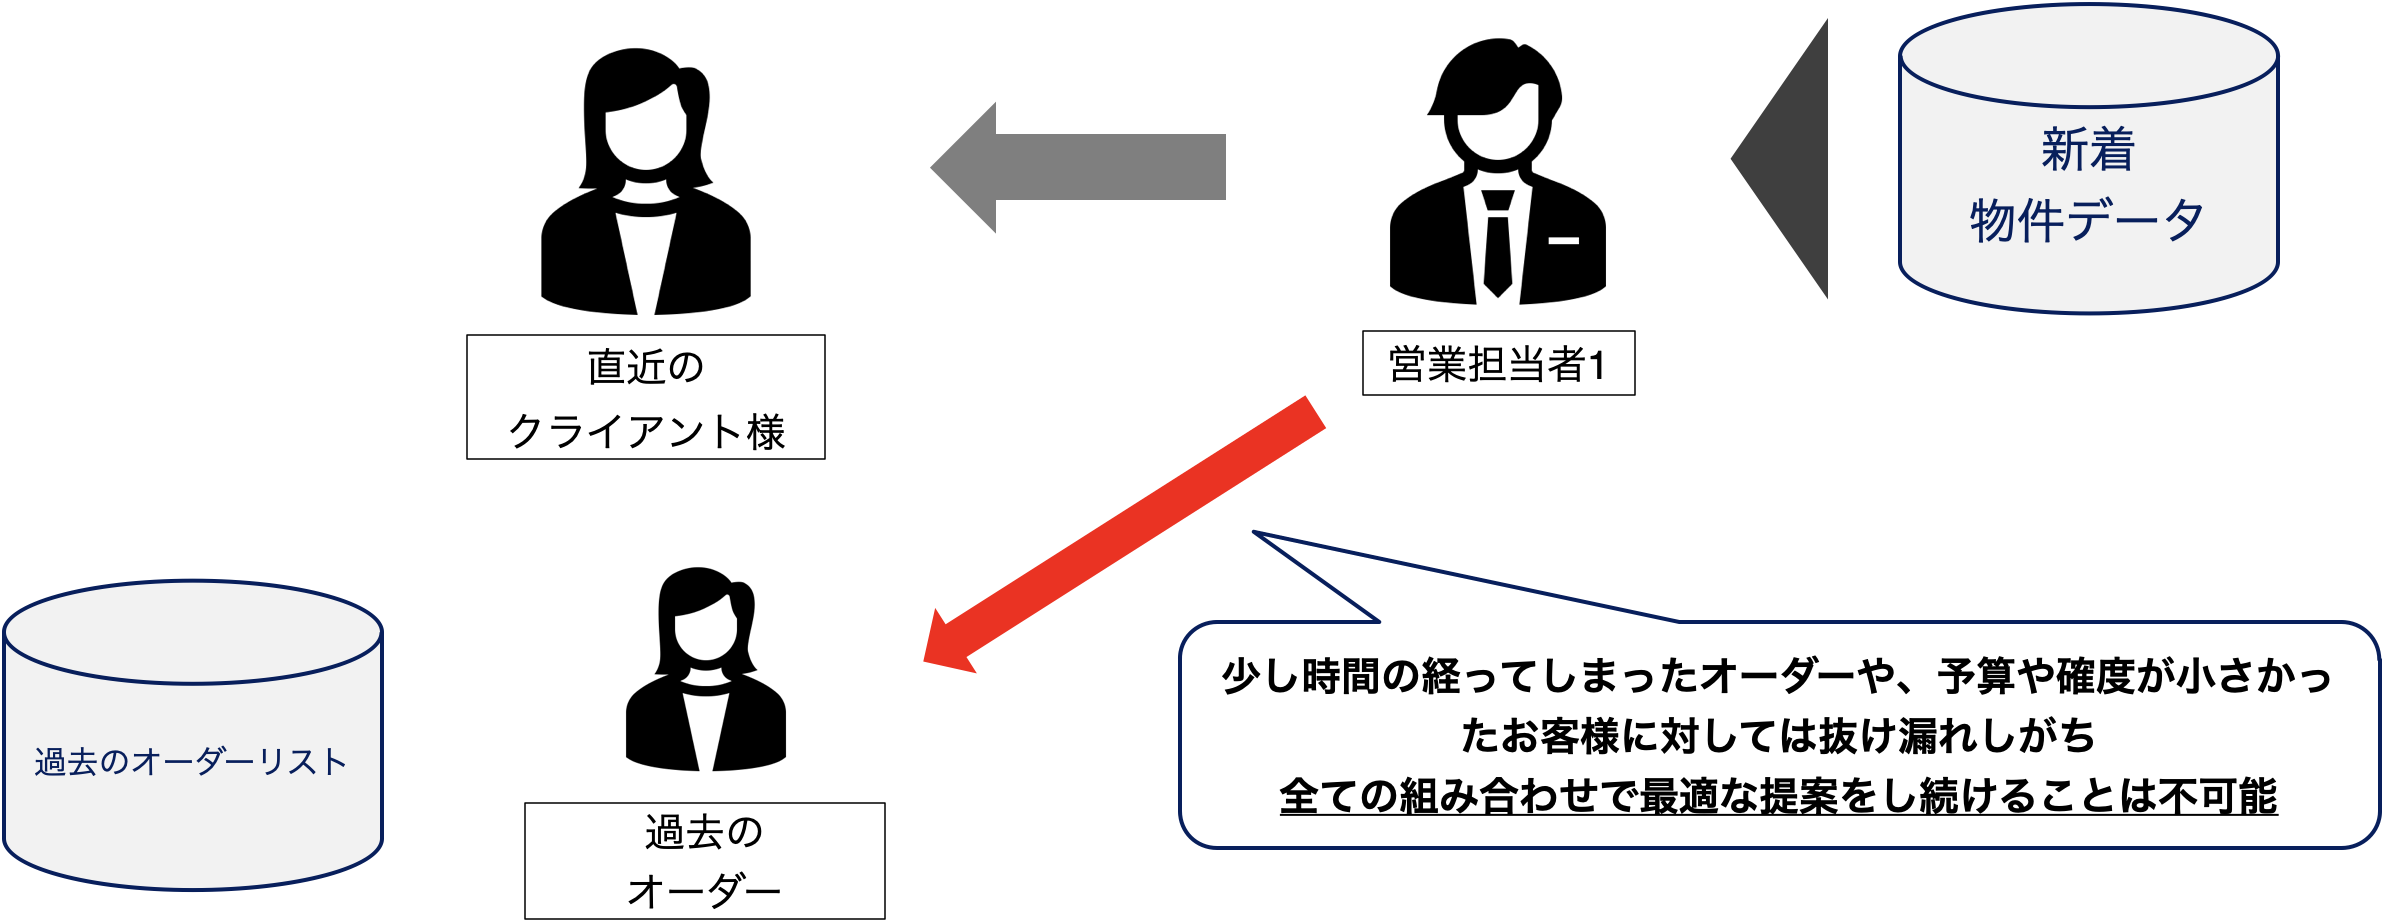 新着
物件データ
直近の
クライアント様
営業担当者1
過去のオーダーリスト
過去の
オーダー
少し時間の経ってしまったオーダーや、予算や確度が小さかっ
たお客様に対しては抜け漏れしがち
全ての組み合わせで最適な提案をし続けることは不可能